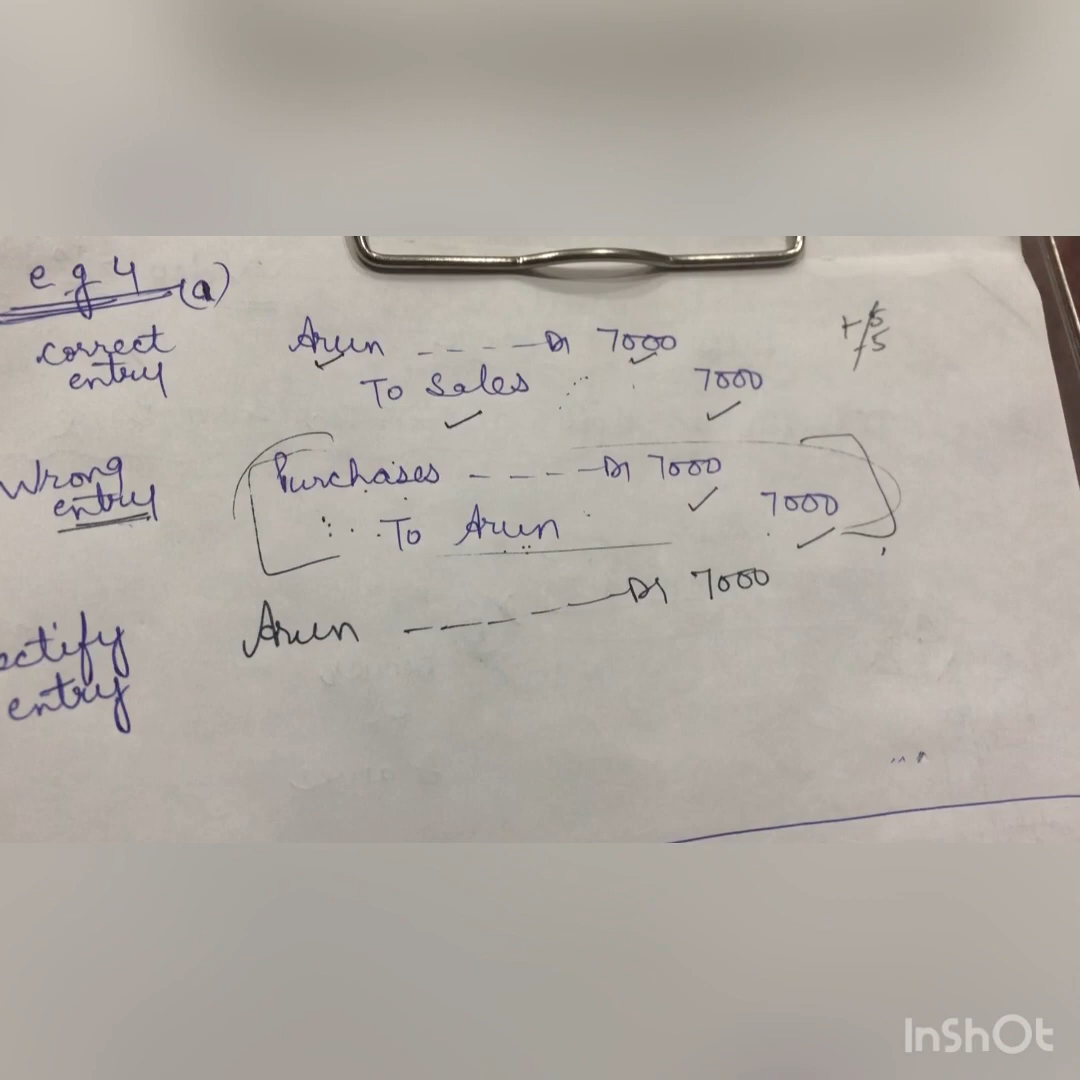 e g 4 (a)
correct entry Arun ----- Dr 7000
To Sales 7000
Wrong entry Purchases ----- Dr 7000
To Arun 7000
ectify entry Arun ----- Dr 7000
InShOt